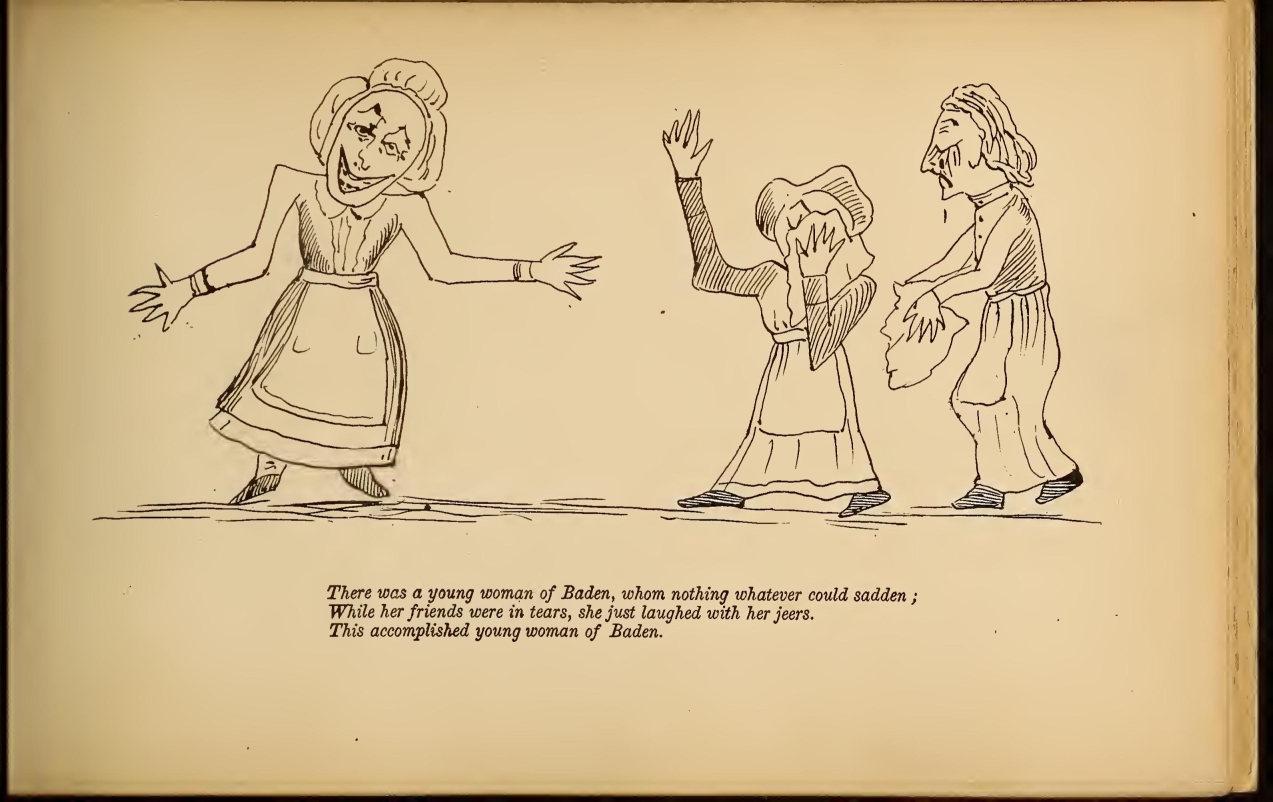 There was a young woman of Baden, whom nothing whatever could sadden ;
While her friends were in tears, she just laughed with her jeers.
This accomplished young woman of Baden.